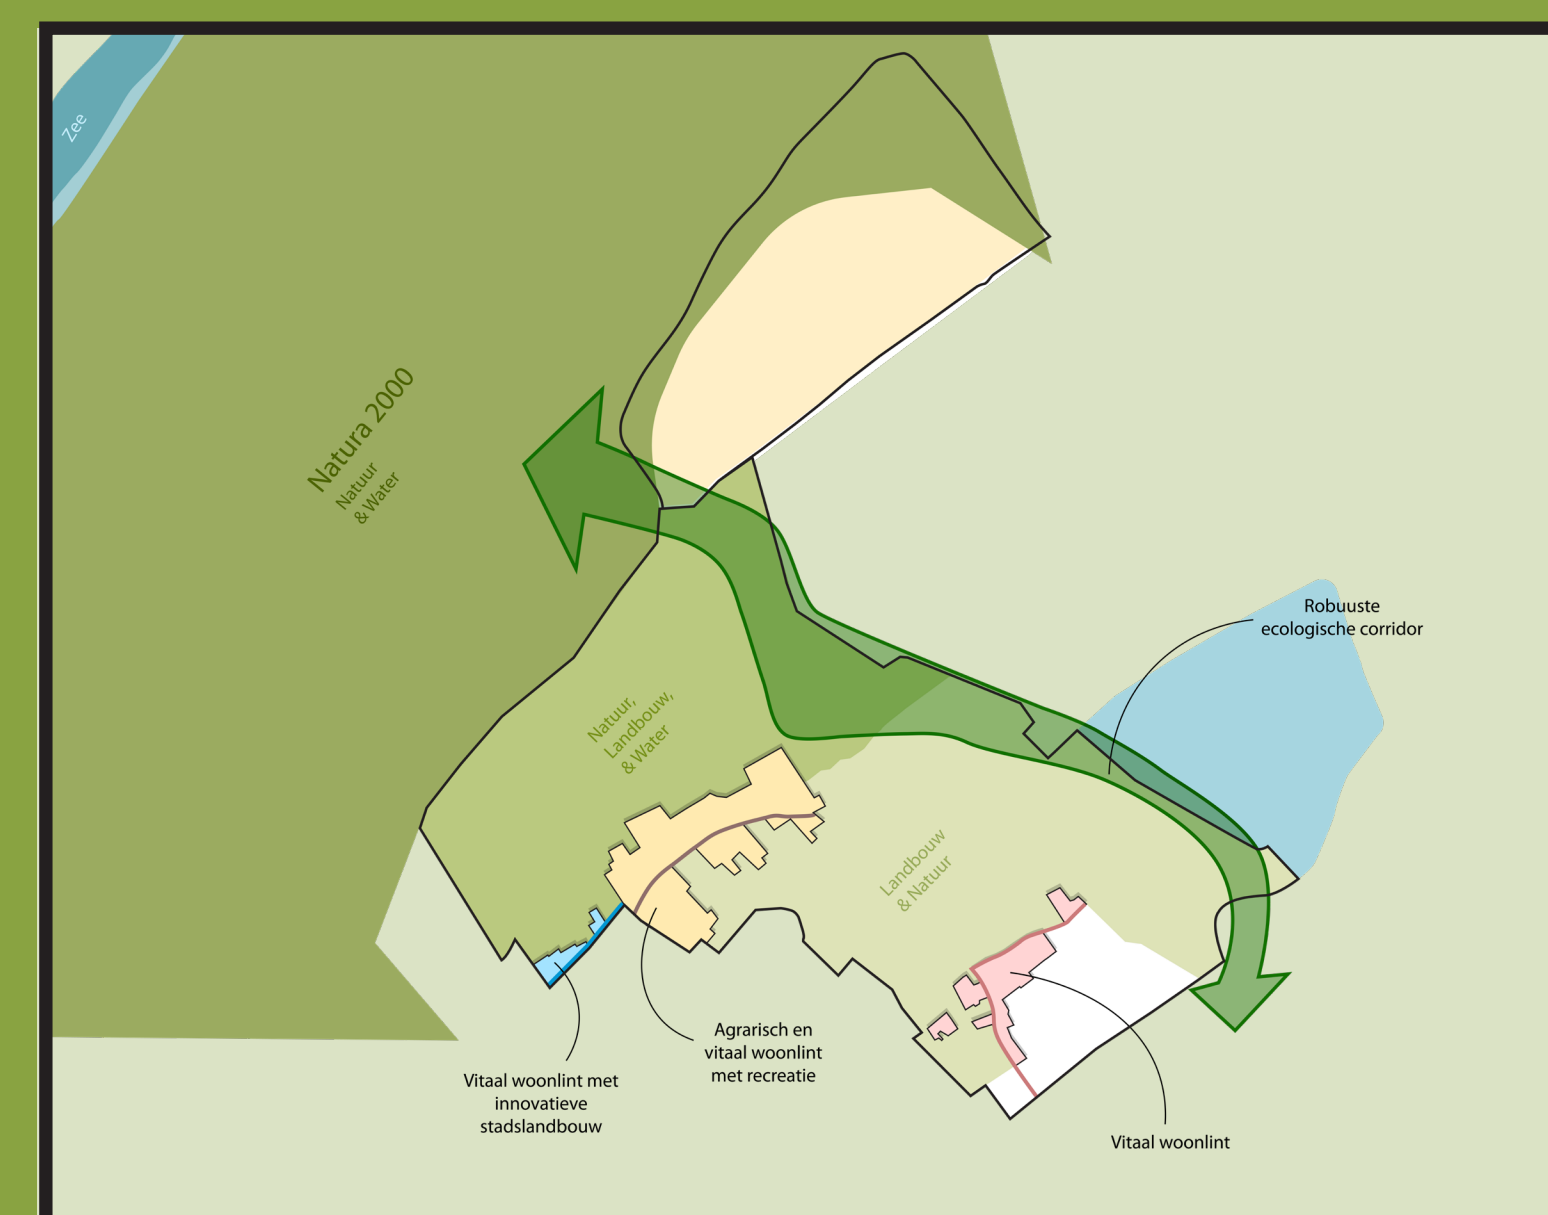 Zee
Natura 2000
Natuur
& Water
Robuuste
ecologische corridor
Natuur,
Landbouw,
& Water
Landbouw
& Natuur
Agrarisch en
vitaal woonlint
met recreatie
Vitaal woonlint met
innovatieve
stadslandbouw
Vitaal woonlint